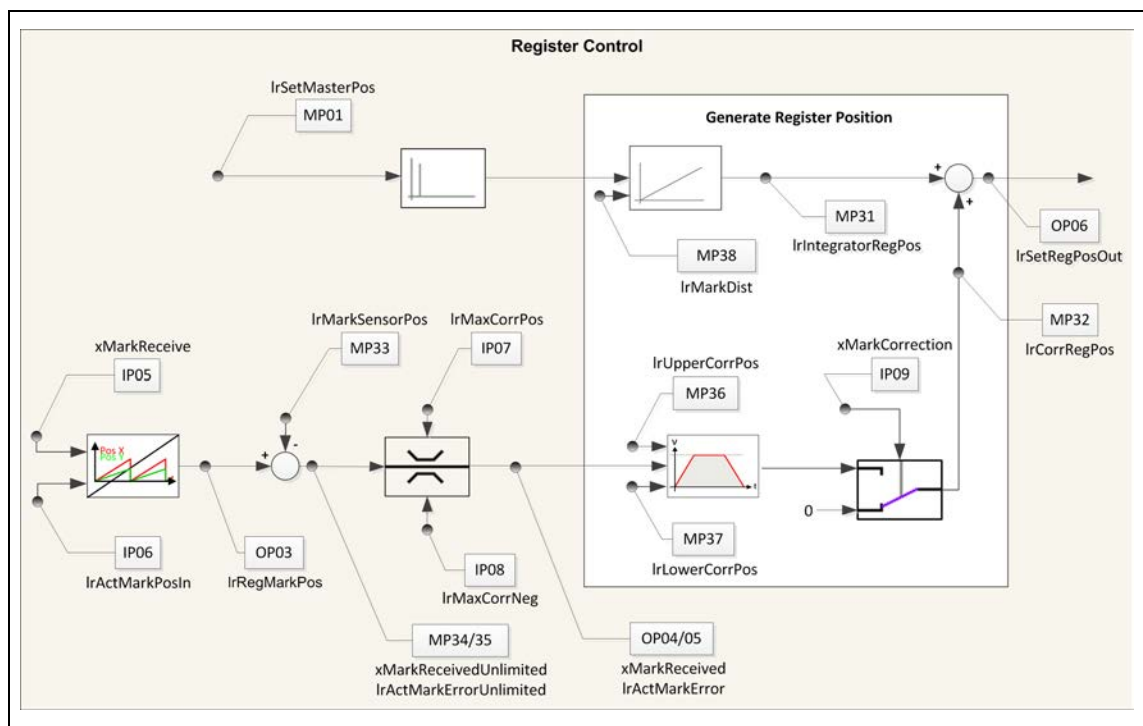 Register Control
lrSetMasterPos
MP01
Generate Register Position
+
+
MP31
lrIntegratorRegPos
OP06
lrSetRegPosOut
MP38
lrMarkDist
MP32
lrCorrRegPos
lrMarkSensorPos
MP33
lrMaxCorrPos
IP07
xMarkReceive
IP05
lrUpperCorrPos
MP36
xMarkCorrection
IP09
Pos X
Pos Y
+
-
v
t
0
IP06
lrActMarkPosIn
OP03
lrRegMarkPos
IP08
lrMaxCorrNeg
MP37
lrLowerCorrPos
MP34/35
xMarkReceivedUnlimited
lrActMarkErrorUnlimited
OP04/05
xMarkReceived
lrActMarkError